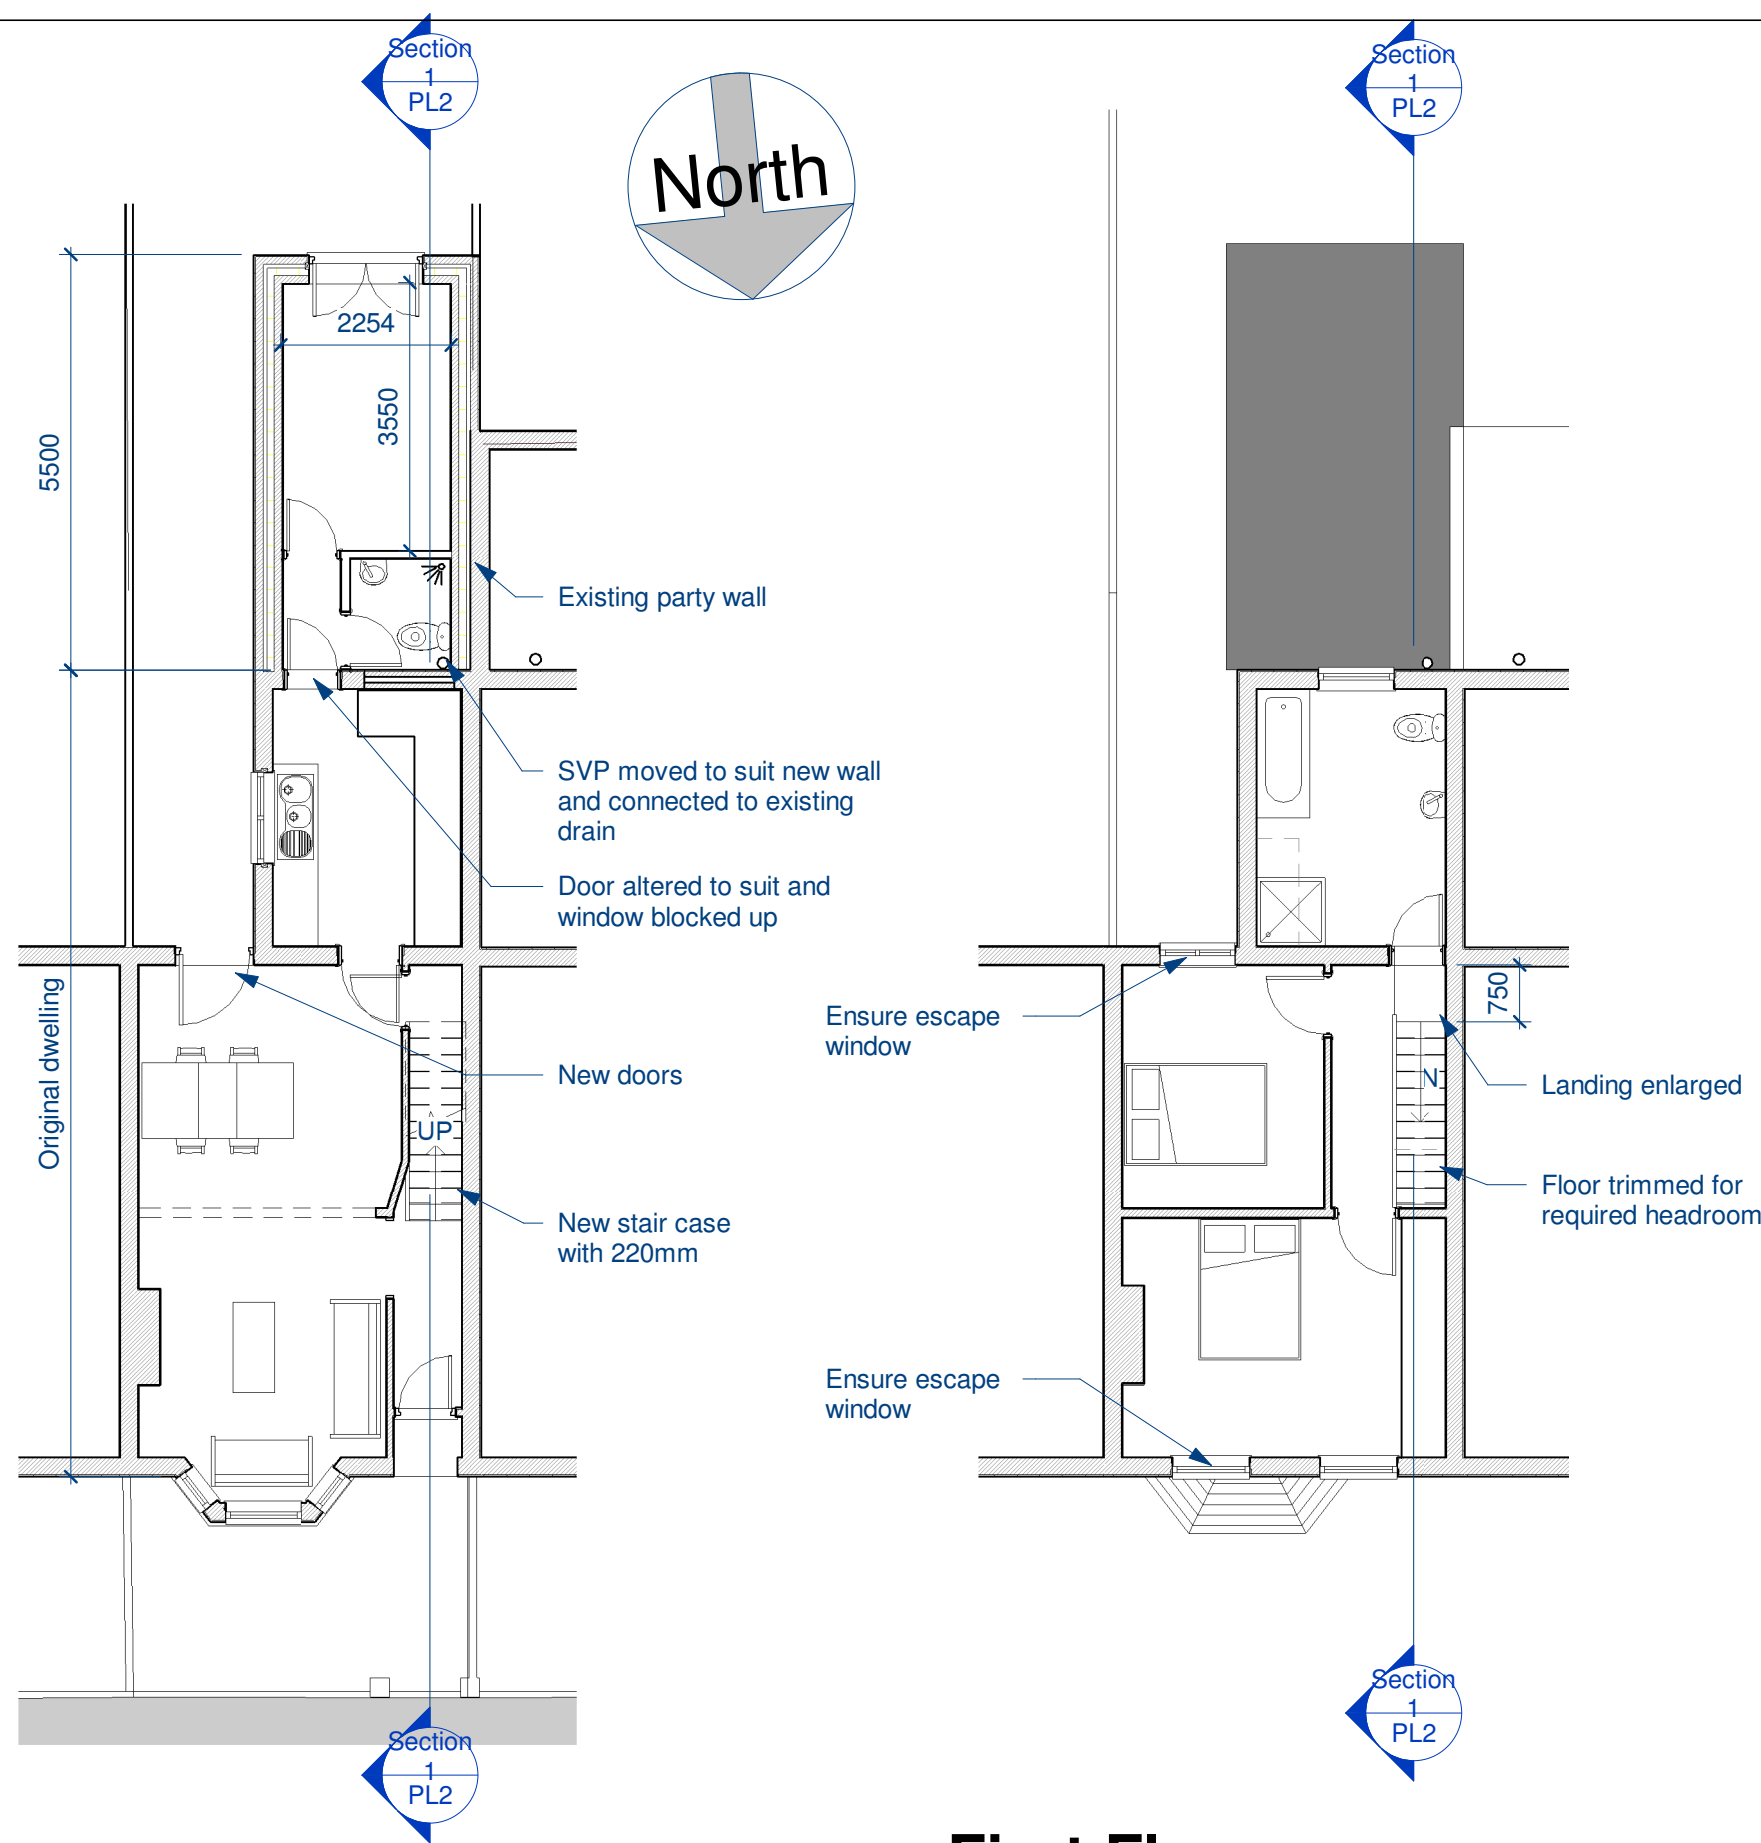 Section
1
PL2
Section
1
PL2
North
2254
3550
5500
Existing party wall
SVP moved to suit new wall
and connected to existing
drain
Door altered to suit and
window blocked up
Original dwelling
New doors
UP
New stair case
with 220mm
Ensure escape
window
750
N
Landing enlarged
Floor trimmed for
required headroom
Ensure escape
window
Section
1
PL2
Section
1
PL2